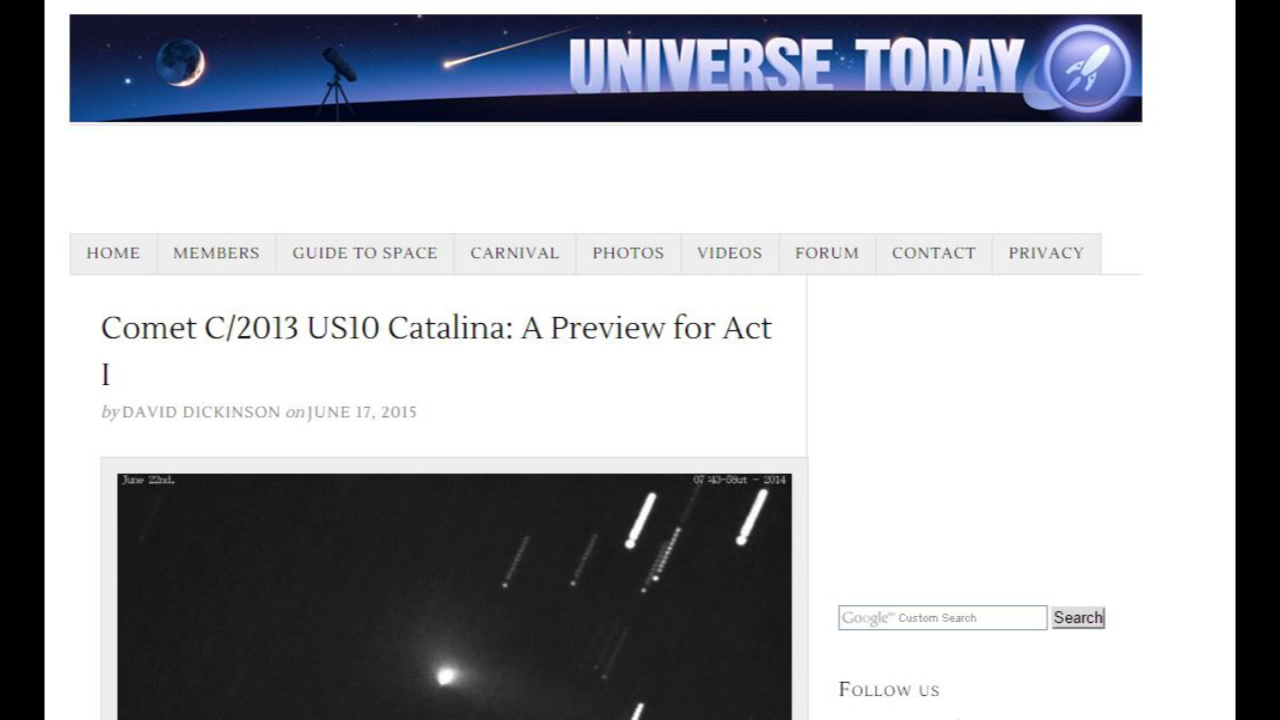 UNIVERSE TODAY
HOME MEMBERS GUIDE TO SPACE CARNIVAL PHOTOS VIDEOS FORUM CONTACT PRIVACY
Comet C/2013 US10 Catalina: A Preview for Act
I
by DAVID DICKINSON on JUNE 17, 2015
June 22nd, 07:43-58ut - 2014
Google™ Custom Search Search
FOLLOW US